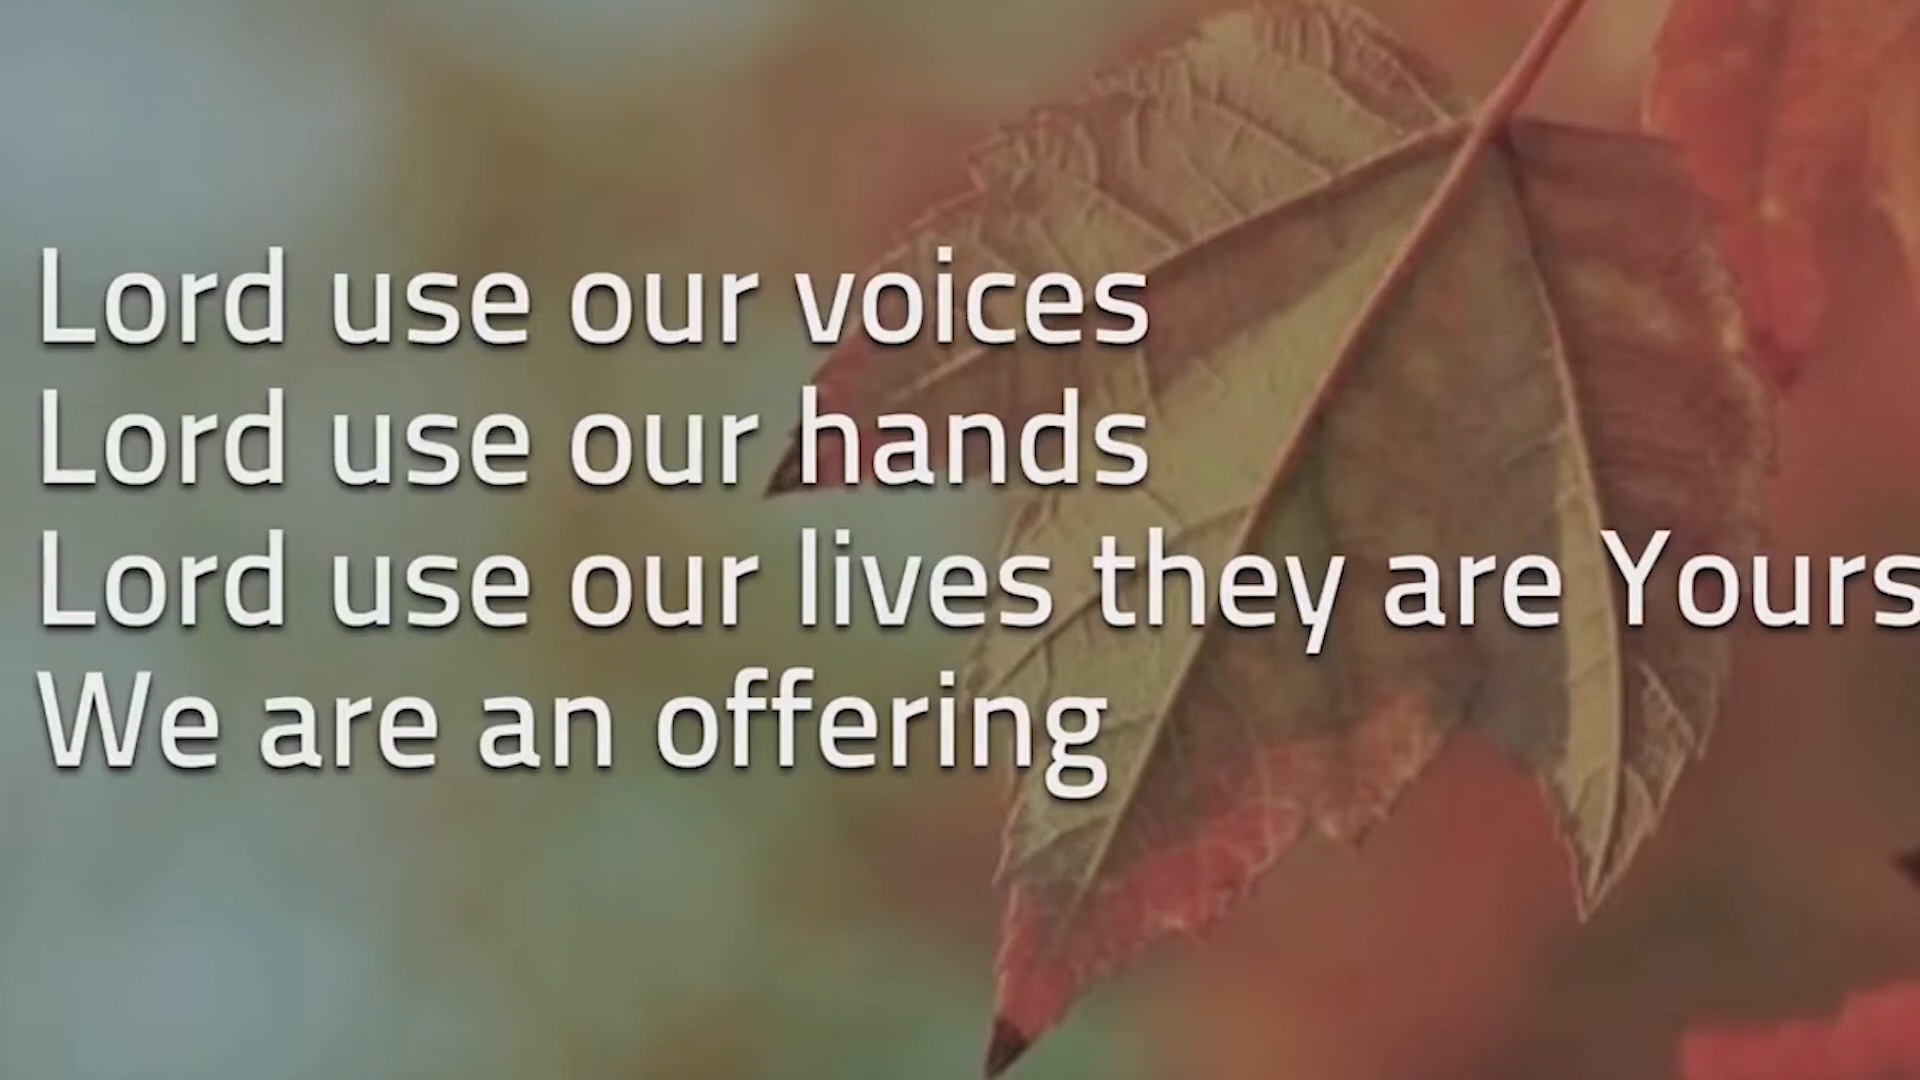 Lord use our voices
Lord use our hands
Lord use our lives they are Yours
We are an offering